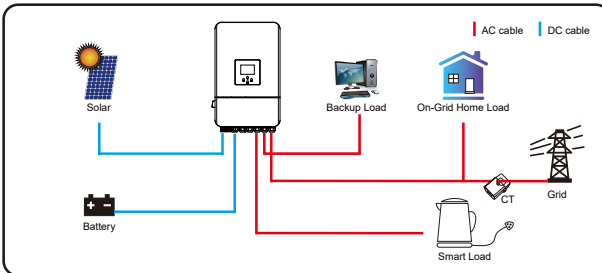 AC cable
DC cable
Solar
Backup Load
On-Grid Home Load
CT
Grid
Battery
Smart Load